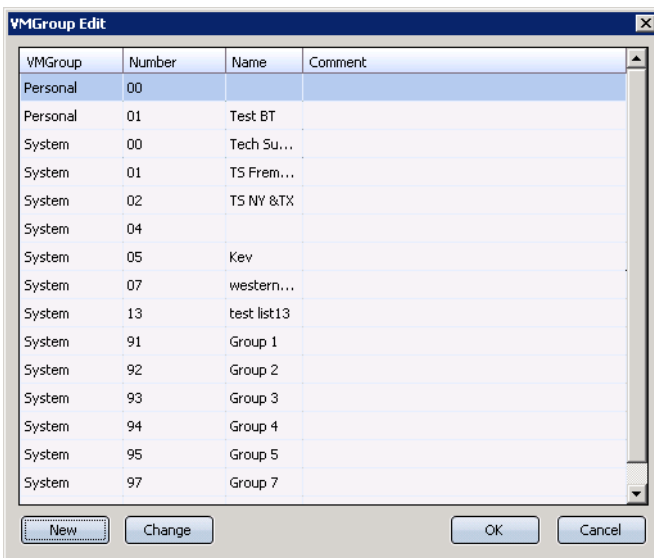 VMGroup Edit
VMGroup Number Name Comment
Personal 00
Personal 01 Test BT
System 00 Tech Su...
System 01 TS Frem...
System 02 TS NY &TX
System 04
System 05 Kev
System 07 western...
System 13 test list13
System 91 Group 1
System 92 Group 2
System 93 Group 3
System 94 Group 4
System 95 Group 5
System 97 Group 7
New Change OK Cancel